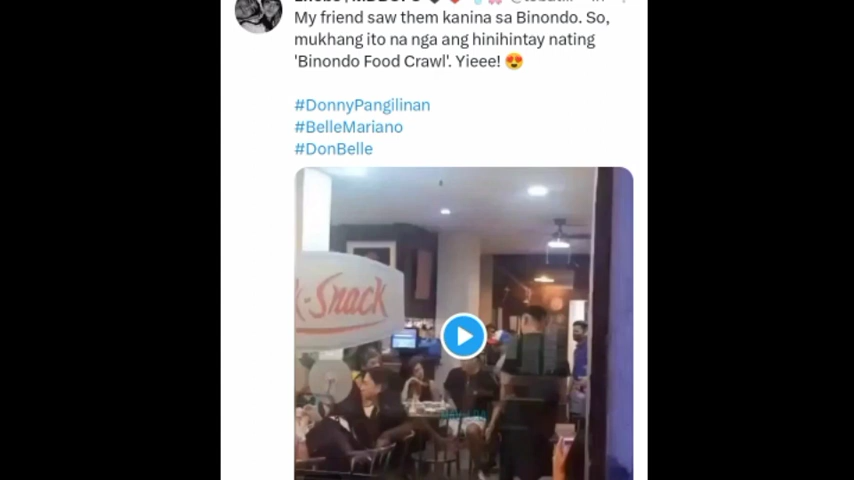 My friend saw them kanina sa Binondo. So,
mukhang ito na nga ang hinihintay nating
'Binondo Food Crawl'. Yieee! 😍
#DonnyPangilinan
#BelleMariano
#DonBelle
k-Snack